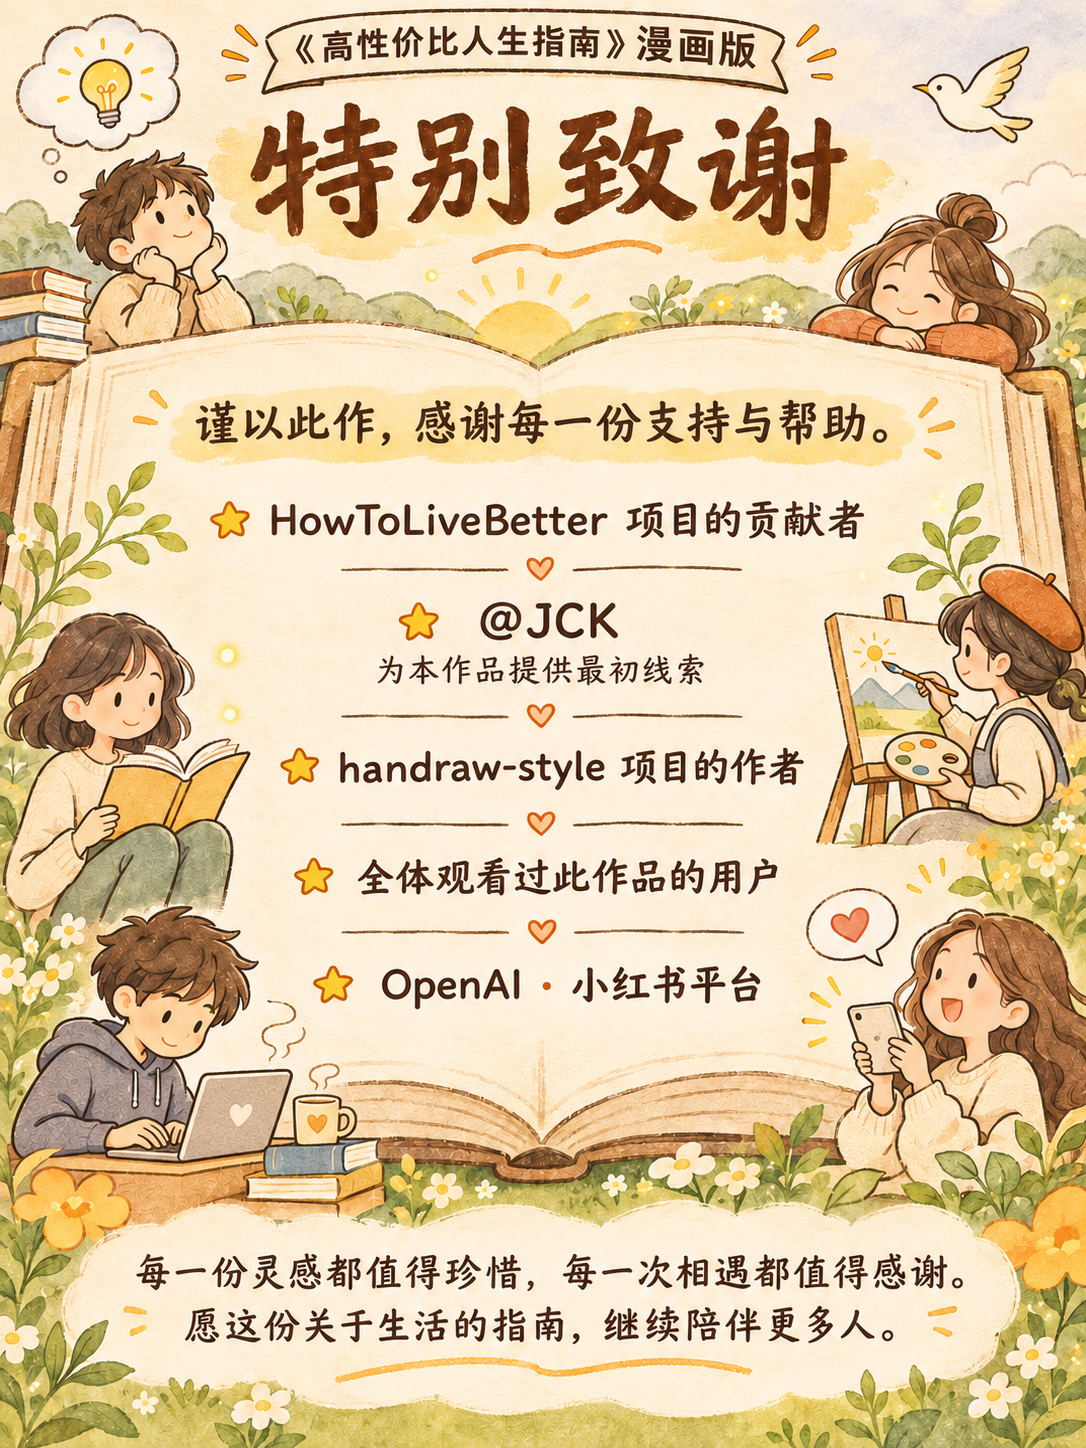 《高性价比人生指南》漫画版
特别致谢
谨以此作，感谢每一份支持与帮助。
HowToLiveBetter 项目的贡献者
@JCK
为本作品提供最初线索
handraw-style 项目的作者
全体观看过此作品的用户
OpenAI · 小红书平台
每一份灵感都值得珍惜，每一次相遇都值得感谢。
愿这份关于生活的指南，继续陪伴更多人。